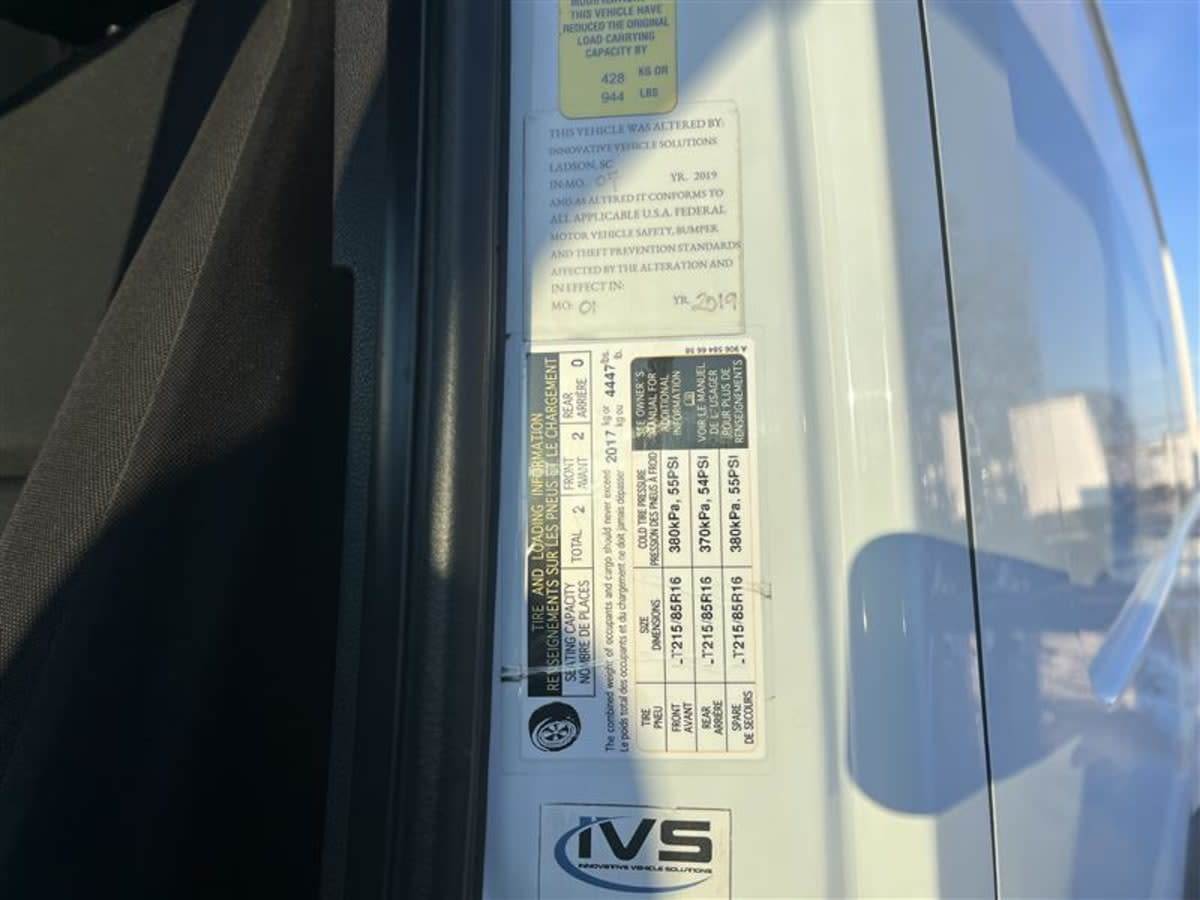 THIS VEHICLE HAVE
REDUCED THE ORIGINAL
LOAD CARRYING
CAPACITY BY
428 KG OR
944 LBS
THIS VEHICLE WAS ALTERED BY:
INNOVATIVE VEHICLE SOLUTIONS
LADSON, SC
IN-MO. 07 YR. 2019
AND AS ALTERED IT CONFORMS TO
ALL APPLICABLE U.S.A. FEDERAL
MOTOR VEHICLE SAFETY, BUMPER
AND THEFT PREVENTION STANDARDS
AFFECTED BY THE ALTERATION AND
IN EFFECT IN:
MO: 01 YR. 2019
TIRE AND LOADING INFORMATION
RENSEIGNEMENTS SUR LES PNEUS ET LE CHARGEMENT
SEATING CAPACITY
NOMBRE DE PLACES
TOTAL 2
FRONT
AVANT 2
REAR
ARRIÈRE 0
The combined weight of occupants and cargo should never exceed 2017 kg or 4447 lbs.
Le poids total des occupants et du chargement ne doit jamais dépasser kg ou lb.
TIRE
PNEU
SIZE
DIMENSIONS
COLD TIRE PRESSURE
PRESSION DES PNEUS À FROID
FRONT
AVANT
LT215/85R16
380kPa, 55PSI
REAR
ARRIÈRE
LT215/85R16
370kPa, 54PSI
SPARE
DE SECOURS
LT215/85R16
380kPa. 55PSI
SEE OWNER'S
MANUAL FOR
ADDITIONAL
INFORMATION
VOIR LE MANUEL
DE L'USAGER
POUR PLUS DE
RENSEIGNEMENTS
A 906 584 66 38
IVS
INNOVATIVE VEHICLE SOLUTIONS